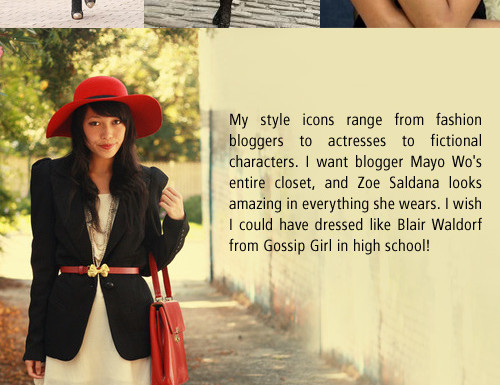 My style icons range from fashion
bloggers to actresses to fictional
characters. I want blogger Mayo Wo's
entire closet, and Zoe Saldana looks
amazing in everything she wears. I wish
I could have dressed like Blair Waldorf
from Gossip Girl in high school!